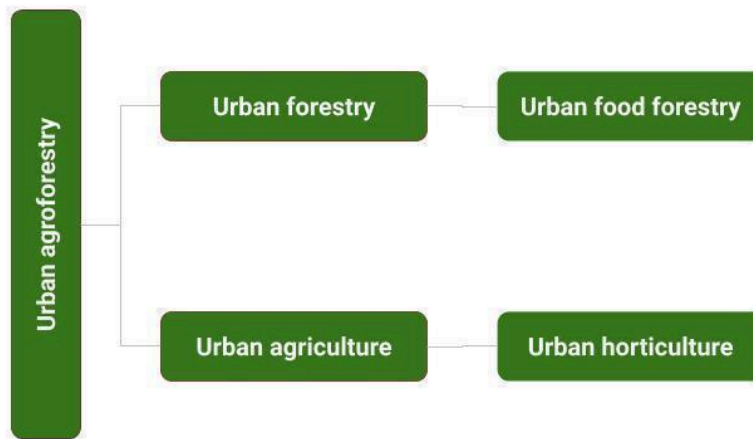 Urban agroforestry
Urban forestry
Urban food forestry
Urban agriculture
Urban horticulture